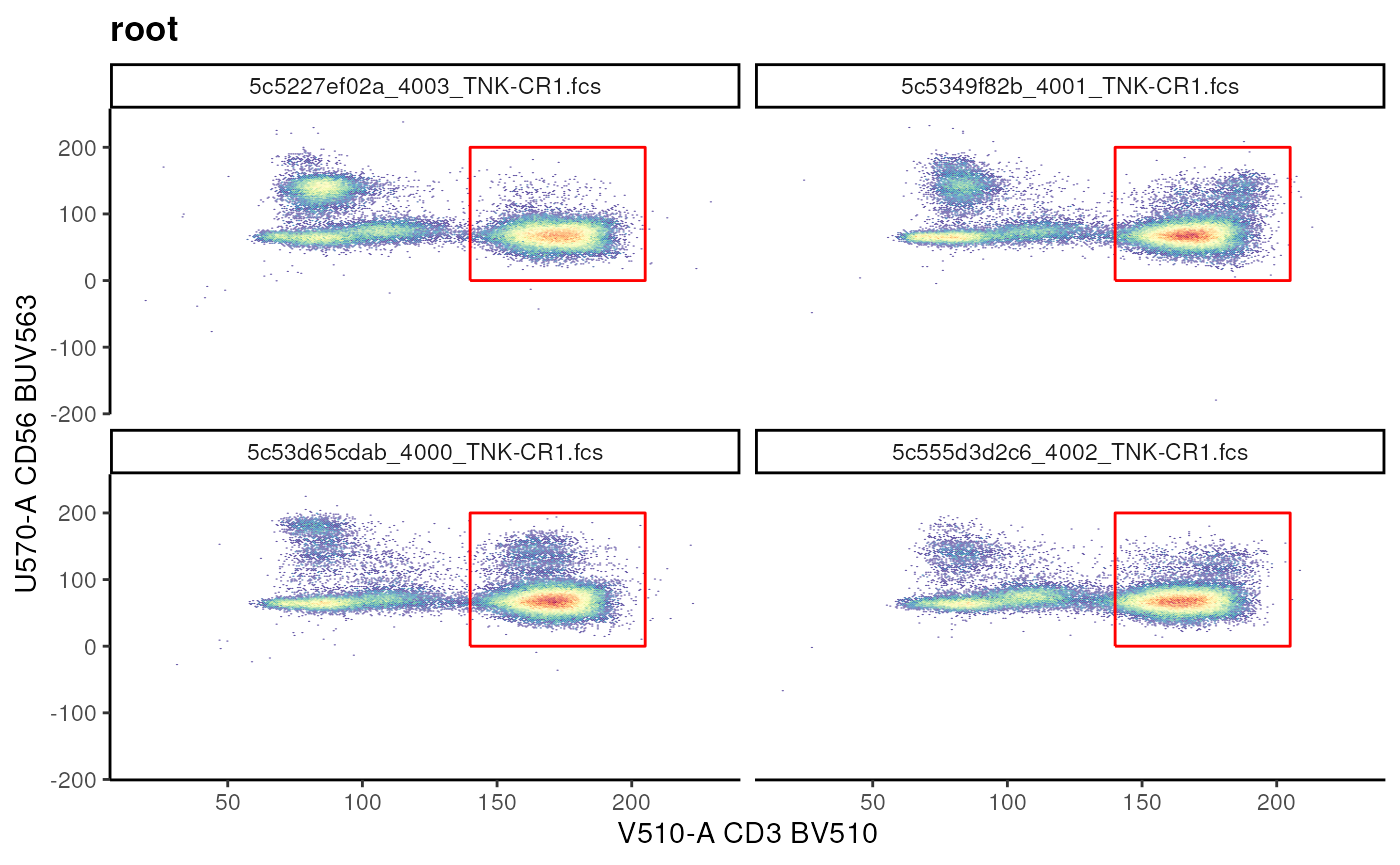 root
5c5227ef02a_4003_TNK-CR1.fcs
5c5349f82b_4001_TNK-CR1.fcs
200
100
0
-100
-200
5c53d65cdab_4000_TNK-CR1.fcs
5c555d3d2c6_4002_TNK-CR1.fcs
200
100
0
-100
-200
U570-A CD56 BUV563
50 100 150 200
50 100 150 200
V510-A CD3 BV510